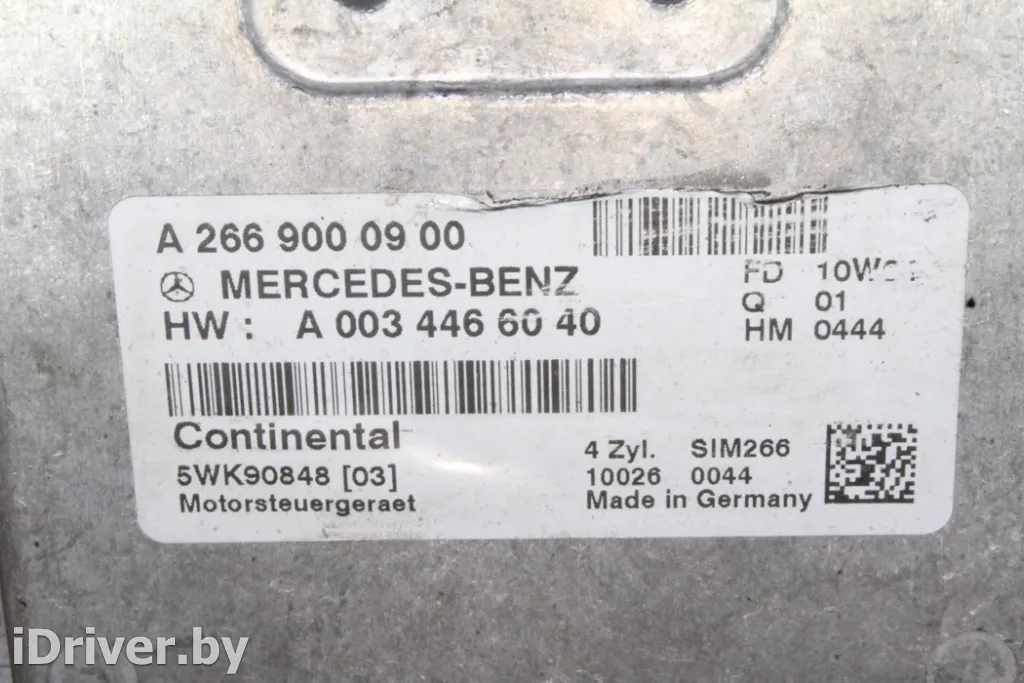 A 266 900 09 00
MERCEDES-BENZ
HW : A 003 446 60 40
FD
Q 01
HM 0444
Continental
5WK90848 [03]
Motorsteuergeraet
4 Zyl. SIM266
10026 0044
Made in Germany
iDriver.by